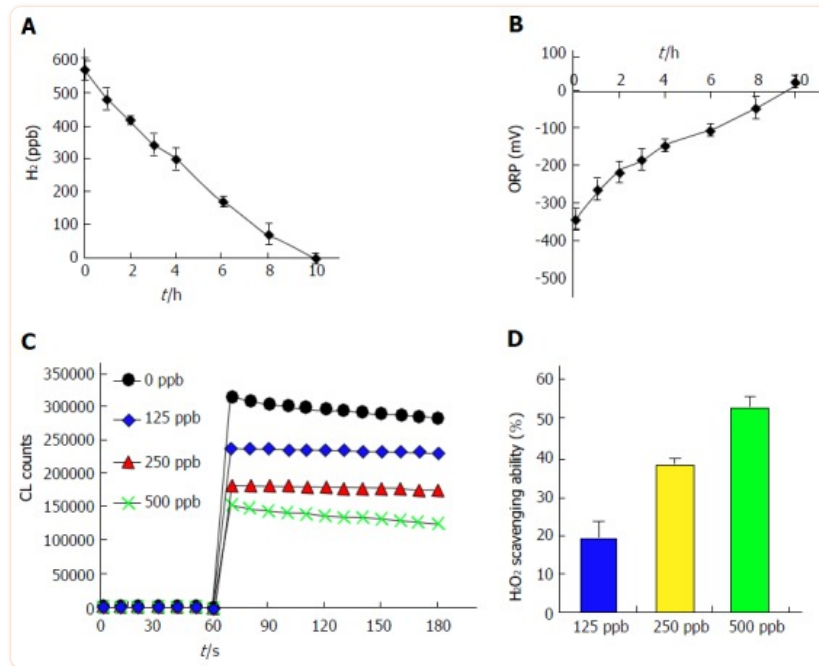 A
600
500
400
300
200
100
0
H₂ (ppb)
0 2 4 6 8 10
t/h
B
t/h
100
0
-100
-200
-300
-400
-500
ORP (mV)
0 2 4 6 8 10
C
350000
300000
250000
200000
150000
100000
50000
0
CL counts
0 ppb
125 ppb
250 ppb
500 ppb
0 30 60 90 120 150 180
t/s
D
60
50
40
30
20
10
0
H₂O₂ scavenging ability (%)
125 ppb 250 ppb 500 ppb